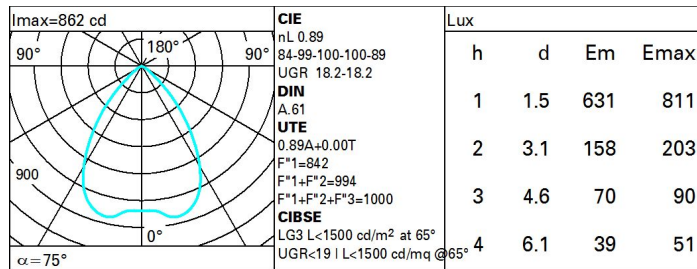 Imax=862 cd
90°
180°
90°
900
0°
α=75°
CIE
nL 0.89
84-99-100-100-89
UGR 18.2-18.2
DIN
A.61
UTE
0.89A+0.00T
F"1=842
F"1+F"2=994
F"1+F"2+F"3=1000
CIBSE
LG3 L<1500 cd/m² at 65°
UGR<19 | L<1500 cd/mq @65°
Lux
h d Em Emax
1 1.5 631 811
2 3.1 158 203
3 4.6 70 90
4 6.1 39 51